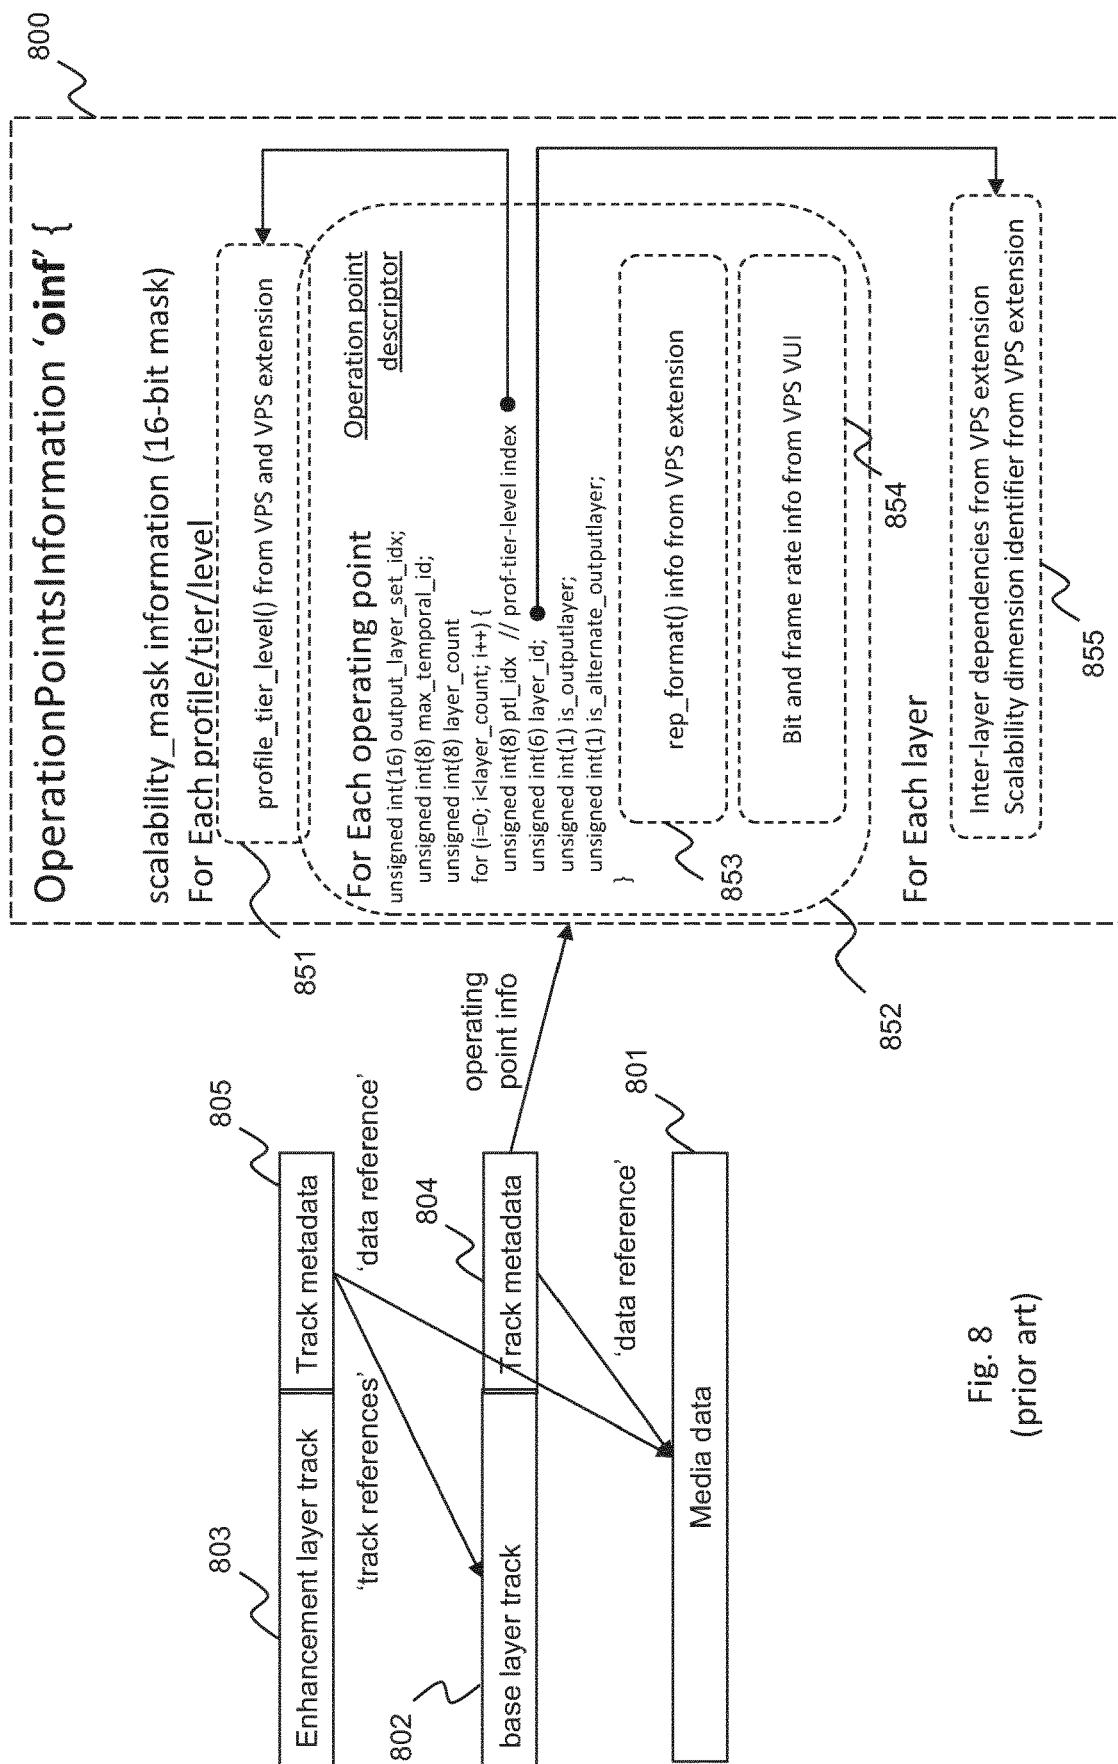 803
Enhancement layer track
Track metadata
805
'track references'
'data reference'
802
base layer track
Track metadata
804
operating
point info
'data reference'
801
Media data
Fig. 8
(prior art)
800
OperationPointsInformation 'oinf' {
scalability_mask information (16-bit mask)
For Each profile/tier/level
profile_tier_level() from VPS and VPS extension
851
For Each operating point
Operation point
descriptor
unsigned int(16) output_layer_set_idx;
unsigned int(8) max_temporal_id;
unsigned int(8) layer_count
for (i=0; i<layer_count; i++) {
unsigned int(8) ptl_idx // prof-tier-level index
unsigned int(6) layer_id;
unsigned int(1) is_outputlayer;
unsigned int(1) is_alternate_outputlayer;
}
rep_format() info from VPS extension
853
Bit and frame rate info from VPS VUI
854
852
For Each layer
Inter-layer dependencies from VPS extension
Scalability dimension identifier from VPS extension
855